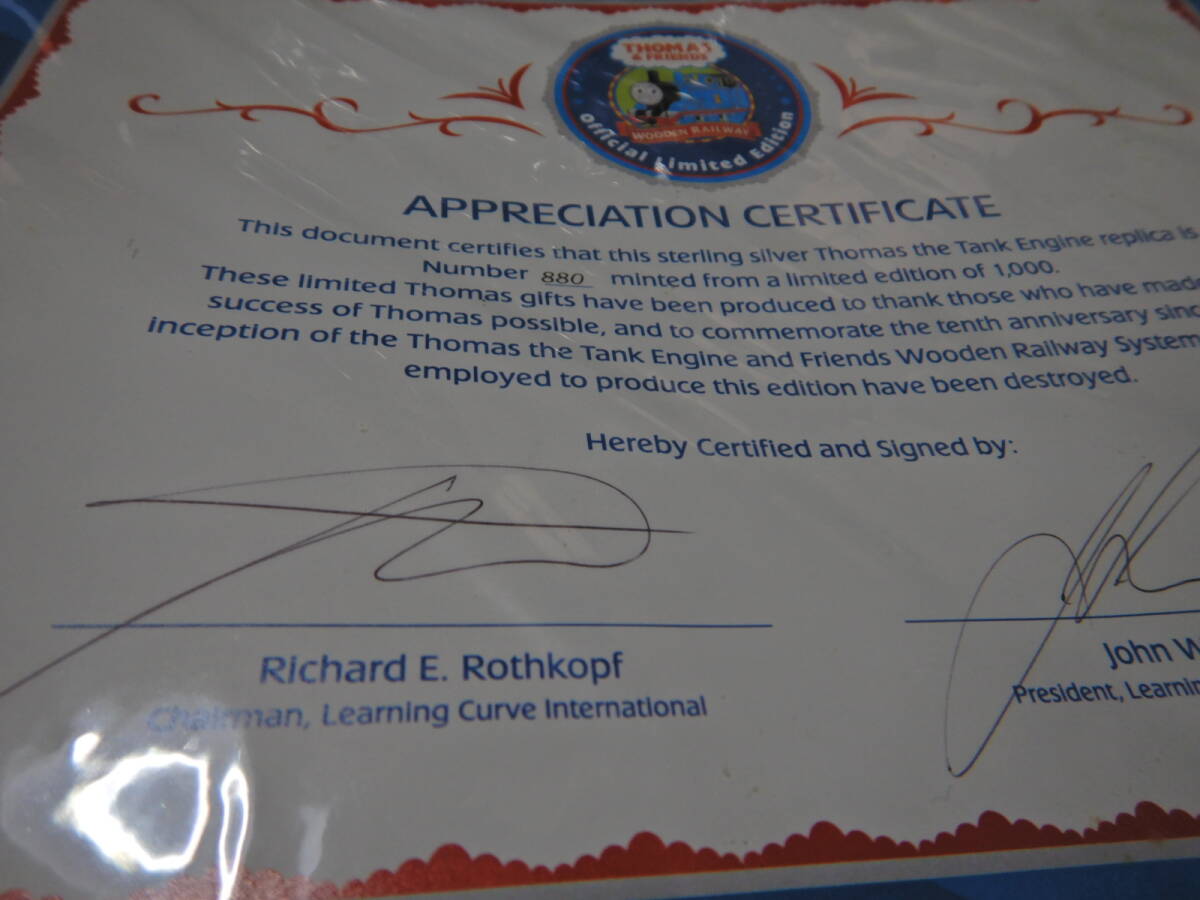 THOMAS
& FRIENDS
WOODEN RAILWAY
Official Limited Edition
APPRECIATION CERTIFICATE
This document certifies that this sterling silver Thomas the Tank Engine replica is
Number 880 minted from a limited edition of 1,000.
These limited Thomas gifts have been produced to thank those who have made
success of Thomas possible, and to commemorate the tenth anniversary sinc
inception of the Thomas the Tank Engine and Friends Wooden Railway System
employed to produce this edition have been destroyed.
Hereby Certified and Signed by:
Richard E. Rothkopf
Chairman, Learning Curve International
John W
President, Learnin